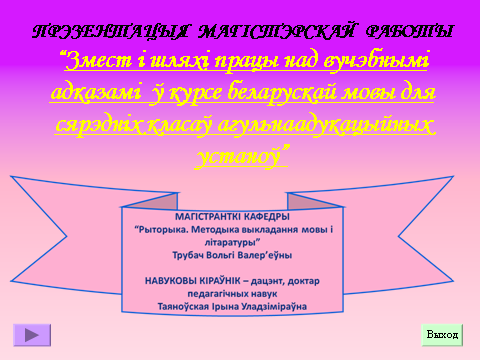 ПРЭЗЕНТАЦЫЯ МАГІСТЭРСКАЙ РАБОТЫ
“Змест і шляхі працы над вучэбнымі
адказамі ў курсе беларускай мовы для
сярэдніх класаў агульнаадукацыйных
устаноў”
МАГІСТРАНТКІ КАФЕДРЫ
“Рыторыка. Методыка выкладання мовы і
літаратуры”
Трубач Вольгі Валер’еўны
НАВУКОВЫ КІРАЎНІК – дацэнт, доктар
педагагічных навук
Таяноўская Ірына Уладзіміраўна
Выход